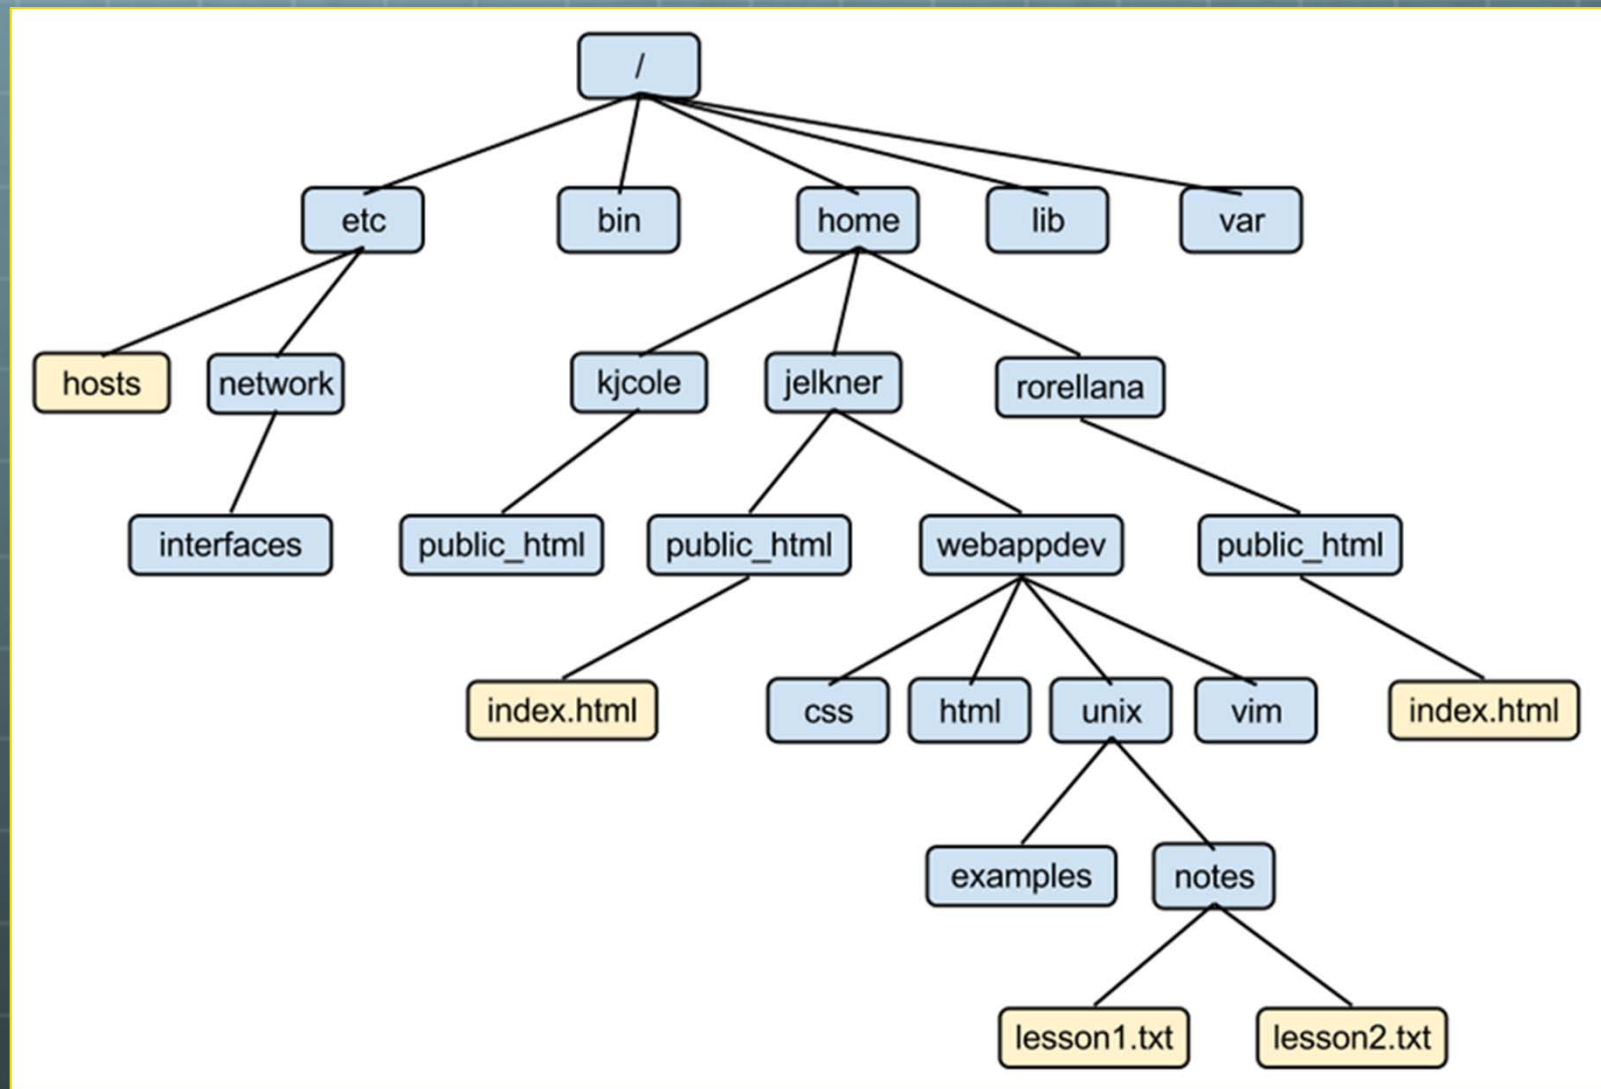 /
etc
bin
home
lib
var
hosts
network
kjcole
jelkner
rorellana
interfaces
public_html
public_html
webappdev
public_html
index.html
css
html
unix
vim
index.html
examples
notes
lesson1.txt
lesson2.txt